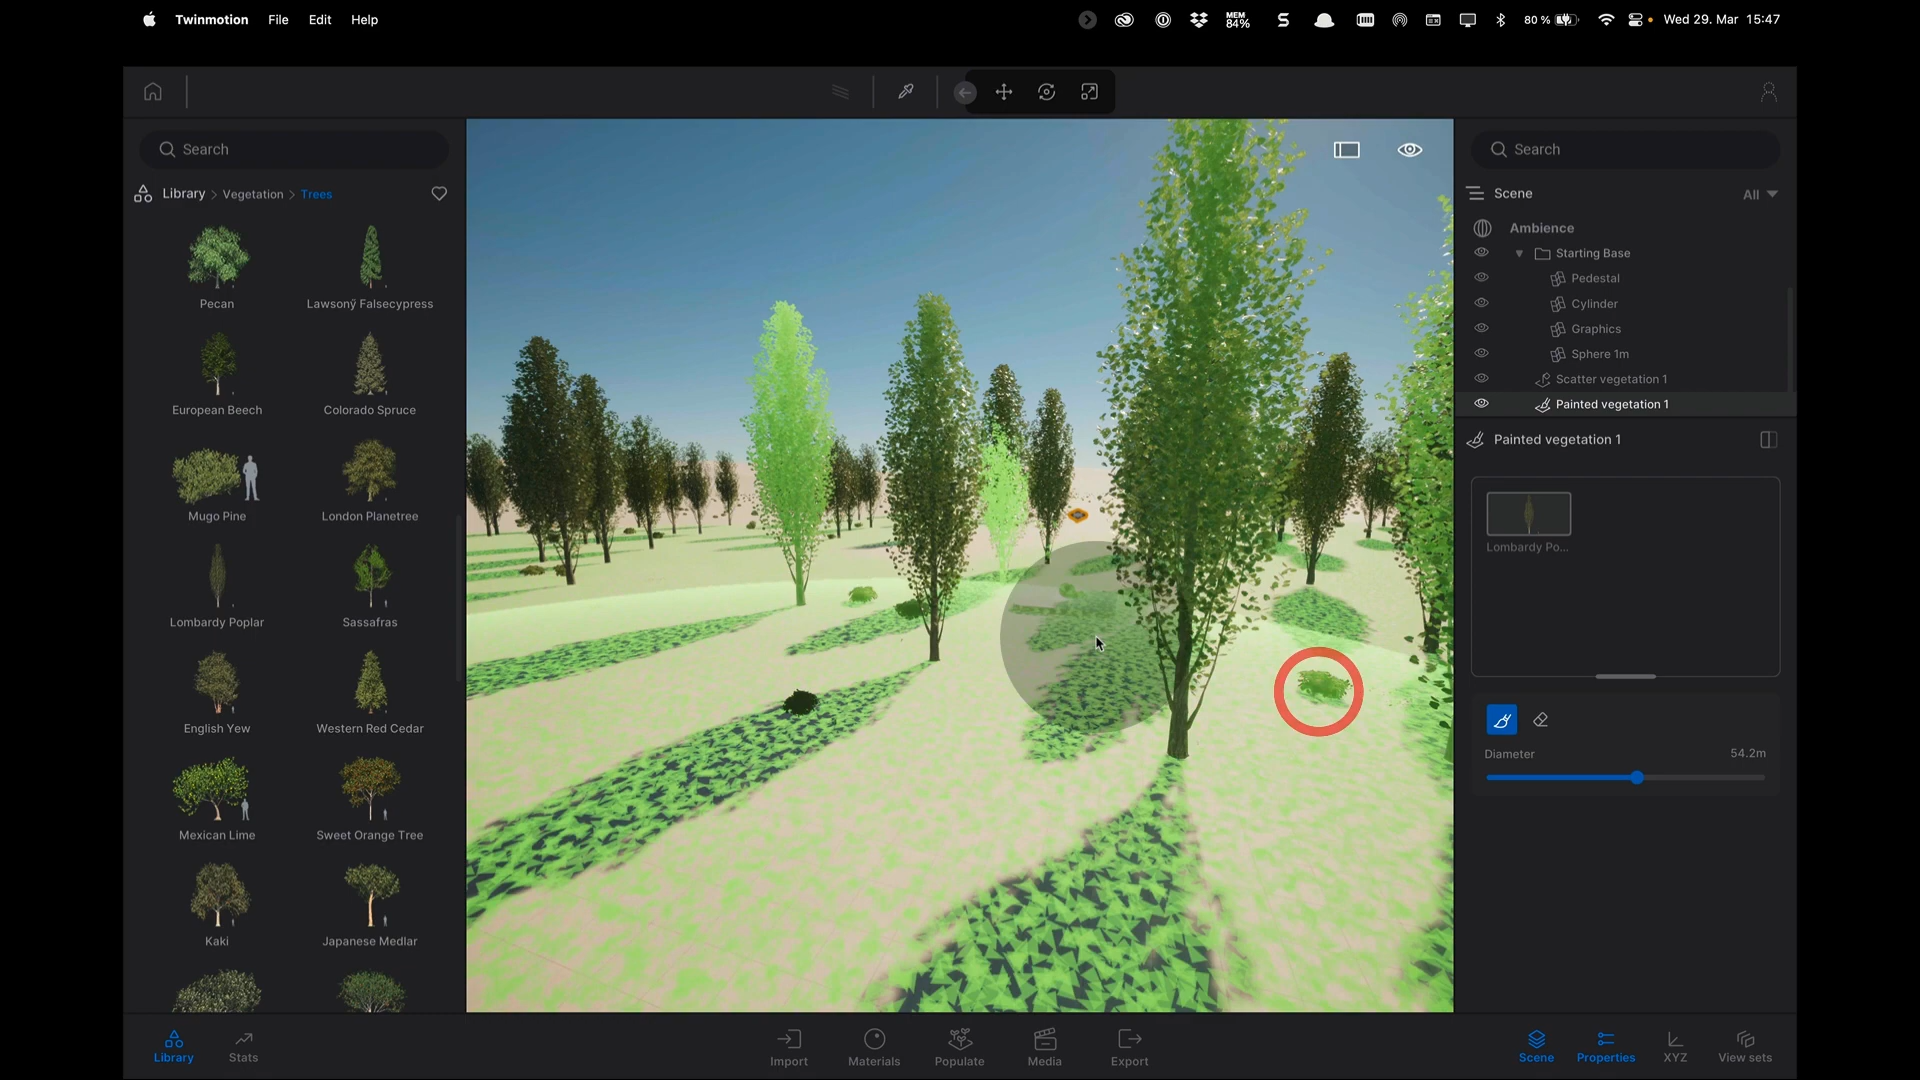 Twinmotion File Edit Help
MEM 84% S 80 % Wed 29. Mar 15:47
Search
Library > Vegetation > Trees
Pecan
Lawsony̆ Falsecypress
European Beech
Colorado Spruce
Mugo Pine
London Planetree
Lombardy Poplar
Sassafras
English Yew
Western Red Cedar
Mexican Lime
Sweet Orange Tree
Kaki
Japanese Medlar
Search
Scene All
Ambience
Starting Base
Pedestal
Cylinder
Graphics
Sphere 1m
Scatter vegetation 1
Painted vegetation 1
Painted vegetation 1
Lombardy Po...
Diameter 54.2m
Library Stats Import Materials Populate Media Export Scene Properties XYZ View sets